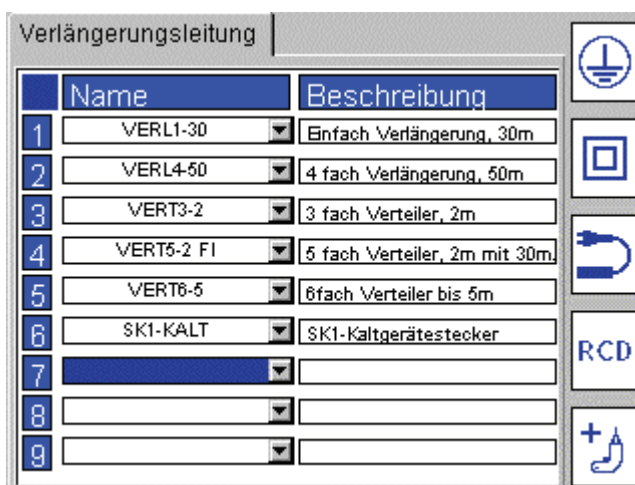 Verlängerungsleitung
Name Beschreibung
1 VERL1-30 Einfach Verlängerung, 30m
2 VERL4-50 4 fach Verlängerung, 50m
3 VERT3-2 3 fach Verteiler, 2m
4 VERT5-2 FI 5 fach Verteiler, 2m mit 30m.
5 VERT6-5 6fach Verteiler bis 5m
6 SK1-KALT SK1-Kaltgerätestecker
7
8
9
RCD